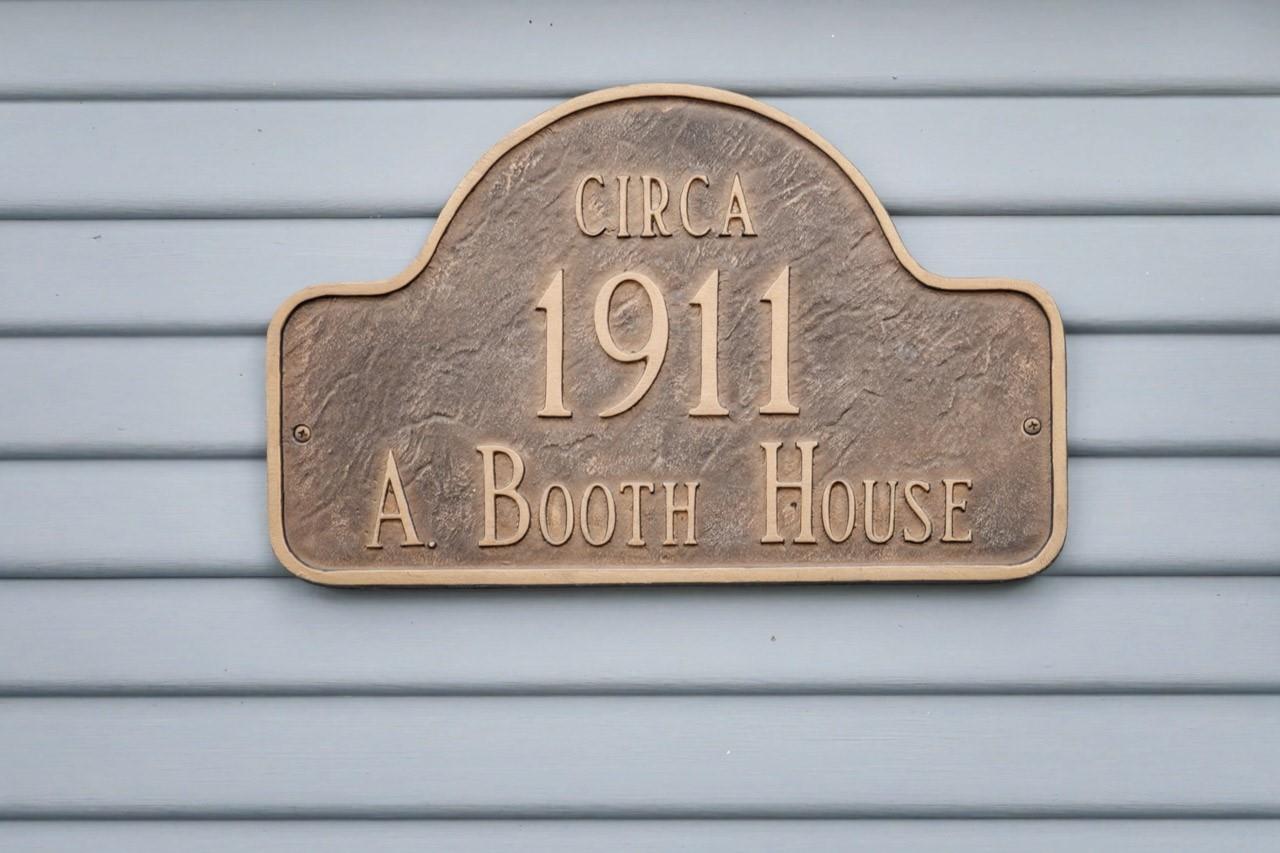 CIRCA
1911
A. BOOTH HOUSE